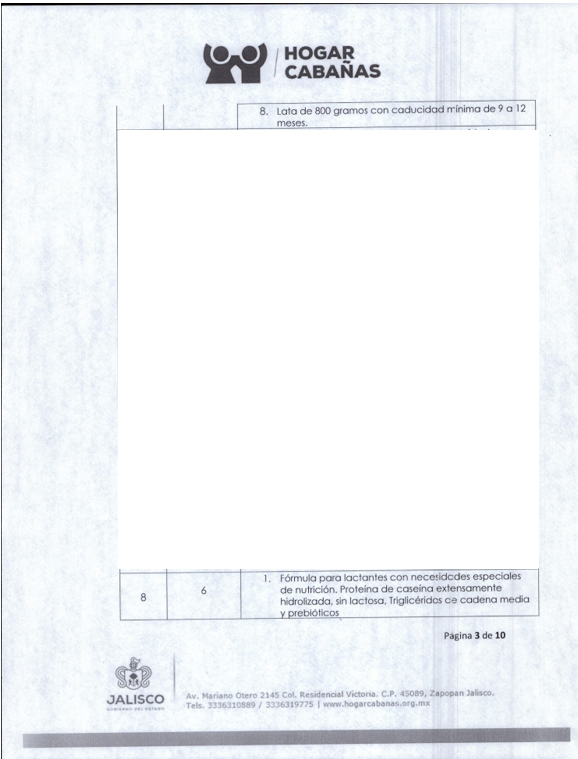 HOGAR
CABAÑAS
8. Lata de 800 gramos con caducidad mínima de 9 a 12
meses.
8
6
1. Fórmula para lactantes con necesidades especiales
de nutrición. Proteína de caseína extensamente
hidrolizada, sin lactosa, Triglicéridos de cadena media
y prebióticos
Página 3 de 10
JALISCO
GOBIERNO DEL ESTADO
Av. Mariano Otero 2145 Col. Residencial Victoria. C.P. 45089, Zapopan Jalisco.
Tels. 3336310889 / 3336319775 | www.hogarcabanas.org.mx